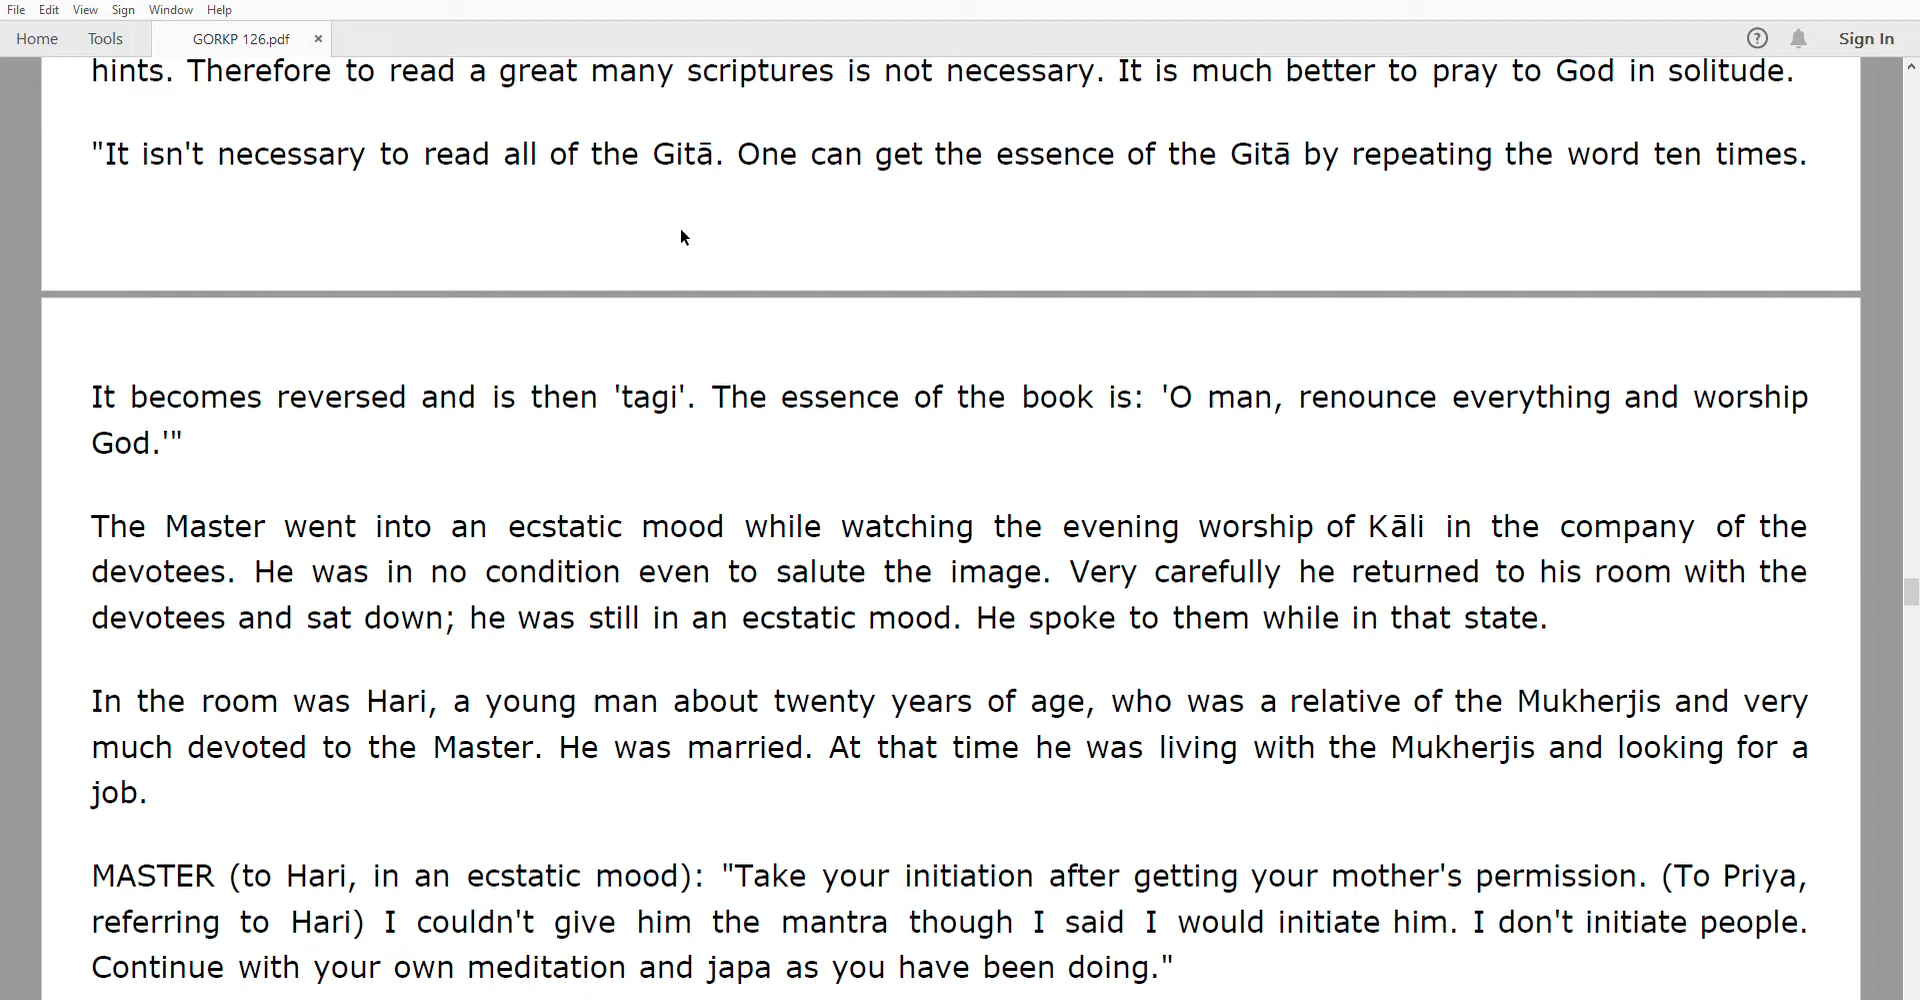 File Edit View Sign Window Help
Home Tools GORKP 126.pdf × ? Sign In
hints. Therefore to read a great many scriptures is not necessary. It is much better to pray to God in solitude.
"It isn't necessary to read all of the Gitā. One can get the essence of the Gitā by repeating the word ten times.
It becomes reversed and is then 'tagi'. The essence of the book is: 'O man, renounce everything and worship
God.'"
The Master went into an ecstatic mood while watching the evening worship of Kāli in the company of the
devotees. He was in no condition even to salute the image. Very carefully he returned to his room with the
devotees and sat down; he was still in an ecstatic mood. He spoke to them while in that state.
In the room was Hari, a young man about twenty years of age, who was a relative of the Mukherjis and very
much devoted to the Master. He was married. At that time he was living with the Mukherjis and looking for a
job.
MASTER (to Hari, in an ecstatic mood): "Take your initiation after getting your mother's permission. (To Priya,
referring to Hari) I couldn't give him the mantra though I said I would initiate him. I don't initiate people.
Continue with your own meditation and japa as you have been doing."